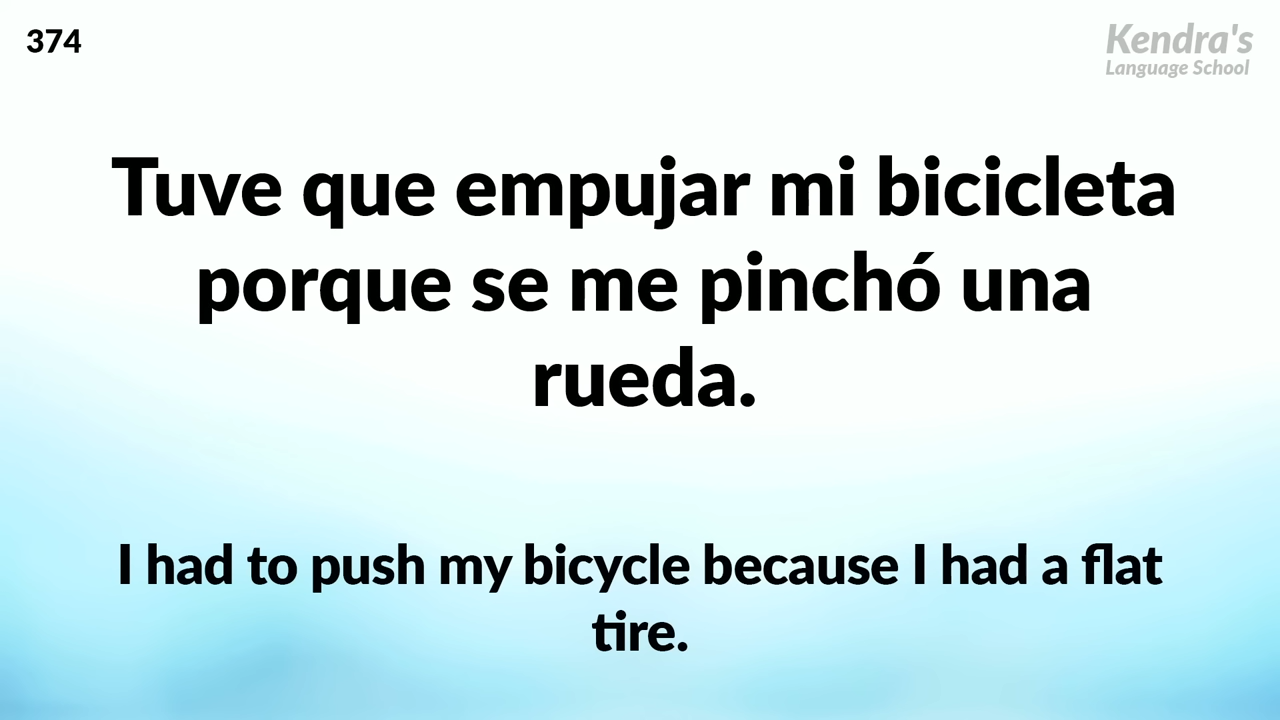 374
Kendra's
Language School
Tuve que empujar mi bicicleta
porque se me pinchó una
rueda.
I had to push my bicycle because I had a flat
tire.